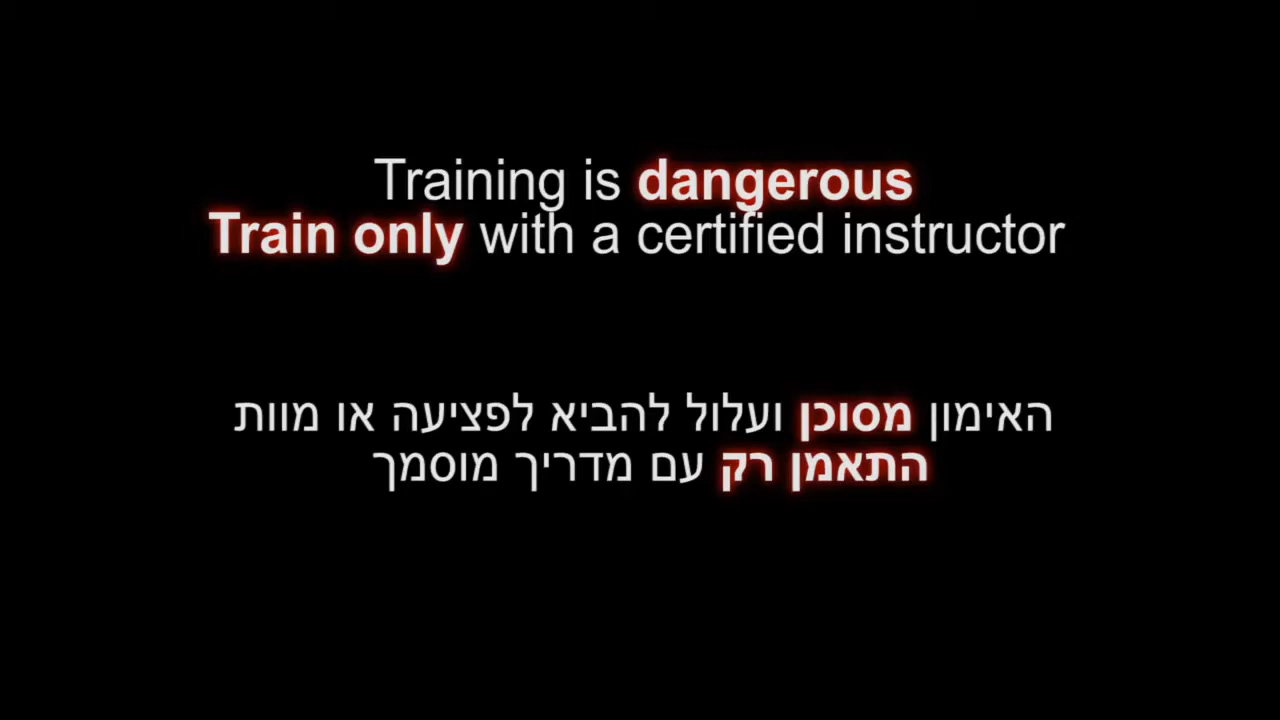 Training is dangerous
Train only with a certified instructor
האימון מסוכן ועלול להביא לפציעה או מוות
התאמן רק עם מדריך מוסמך